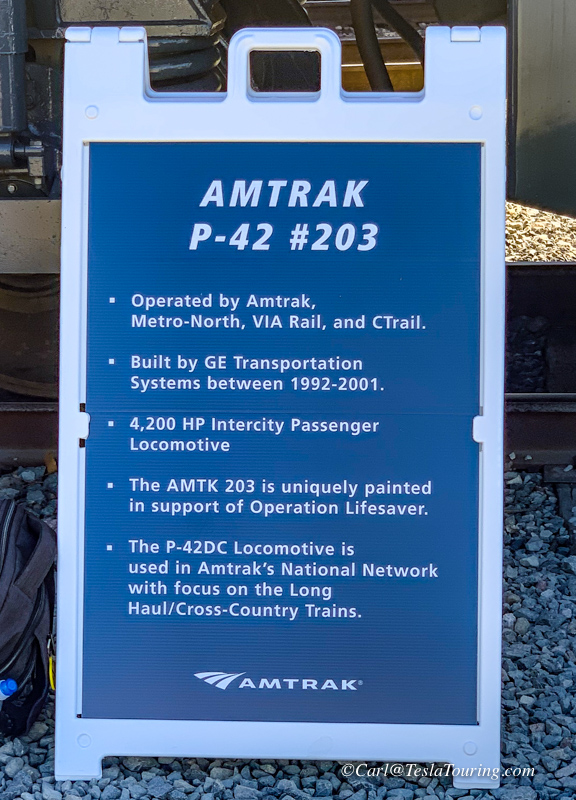 AMTRAK
P-42 #203
▪ Operated by Amtrak,
Metro-North, VIA Rail, and CTrail.
▪ Built by GE Transportation
Systems between 1992-2001.
▪ 4,200 HP Intercity Passenger
Locomotive
▪ The AMTK 203 is uniquely painted
in support of Operation Lifesaver.
▪ The P-42DC Locomotive is
used in Amtrak's National Network
with focus on the Long
Haul/Cross-Country Trains.
AMTRAK®
©Carl@TeslaTouring.com